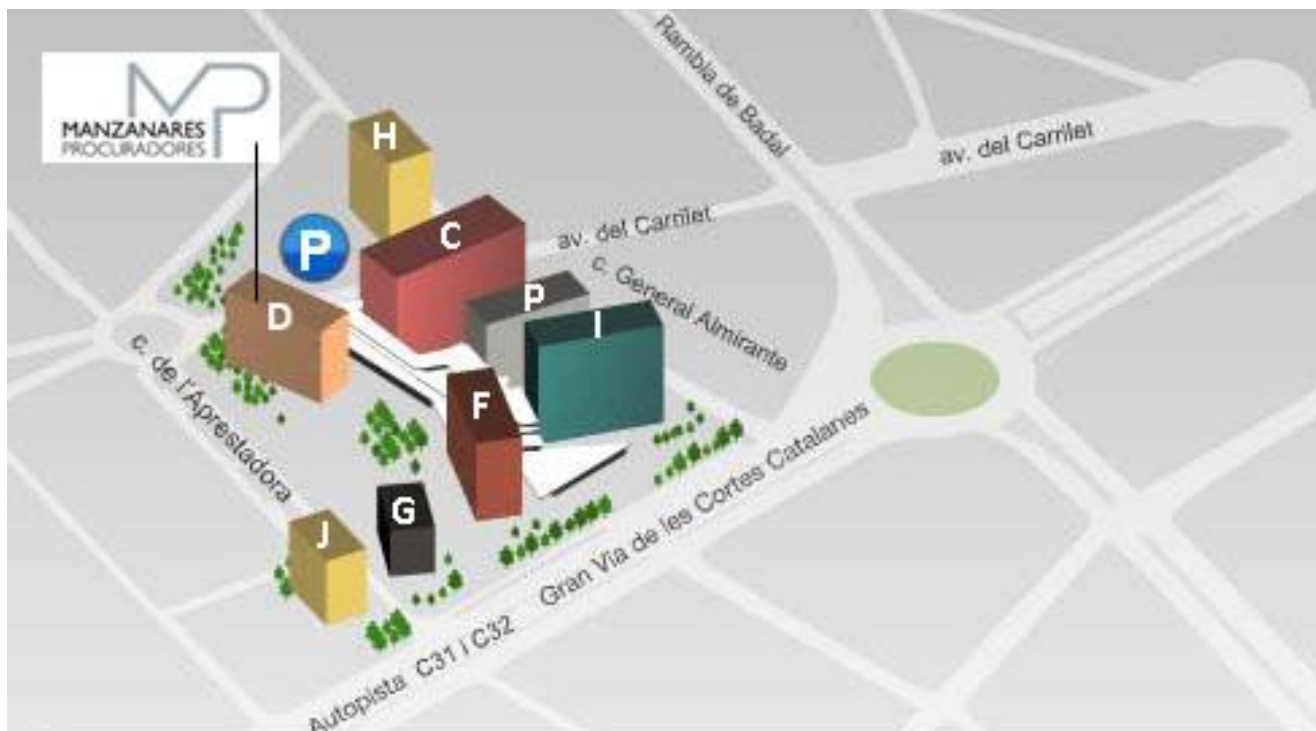 MP
MANZANARES
PROCURADORES
H
P
C
D
P
I
F
G
J
Rambla de Badal
av. del Carrilet
av. del Carrilet
c. General Almirante
c. de l'Aprestadora
Gran Via de les Cortes Catalanes
Autopista C31 i C32